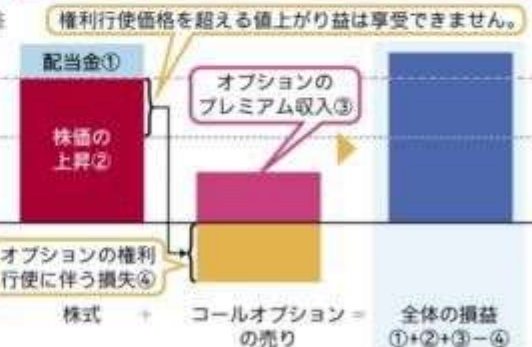 権利行使価格を超える値上がり益は享受できません。
配当金①
オプションの
プレミアム収入③
株価の
上昇②
オプションの権利
行使に伴う損失④
株式 + コールオプション = 全体の損益
の売り ①+②+③-④